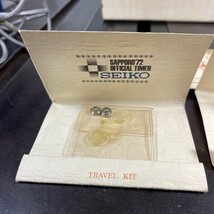 SAPPORO'72
OFFICIAL TIMER
SEIKO
TRAVEL KIT